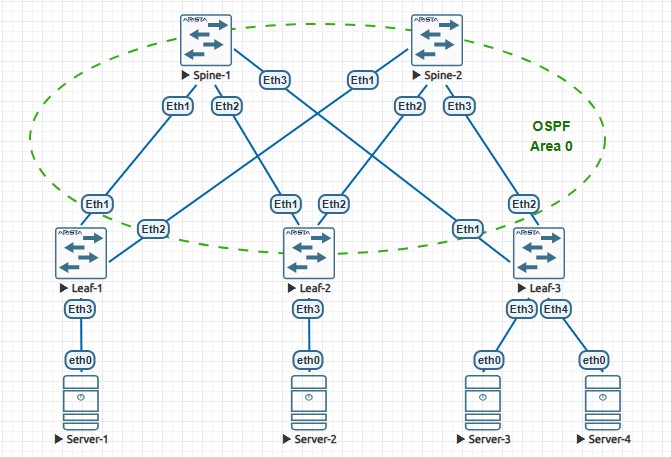 ARISTA
ARISTA
Spine-1
Spine-2
Eth3
Eth1
Eth1
Eth2
Eth2
Eth3
OSPF
Area 0
Eth1
Eth1
Eth2
Eth2
Eth2
Eth1
ARISTA
ARISTA
ARISTA
Leaf-1
Leaf-2
Leaf-3
Eth3
Eth3
Eth3
Eth4
eth0
eth0
eth0
eth0
Server-1
Server-2
Server-3
Server-4